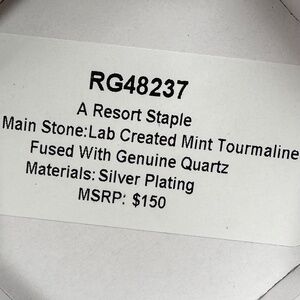 RG48237
A Resort Staple
Main Stone:Lab Created Mint Tourmaline
Fused With Genuine Quartz
Materials: Silver Plating
MSRP: $150